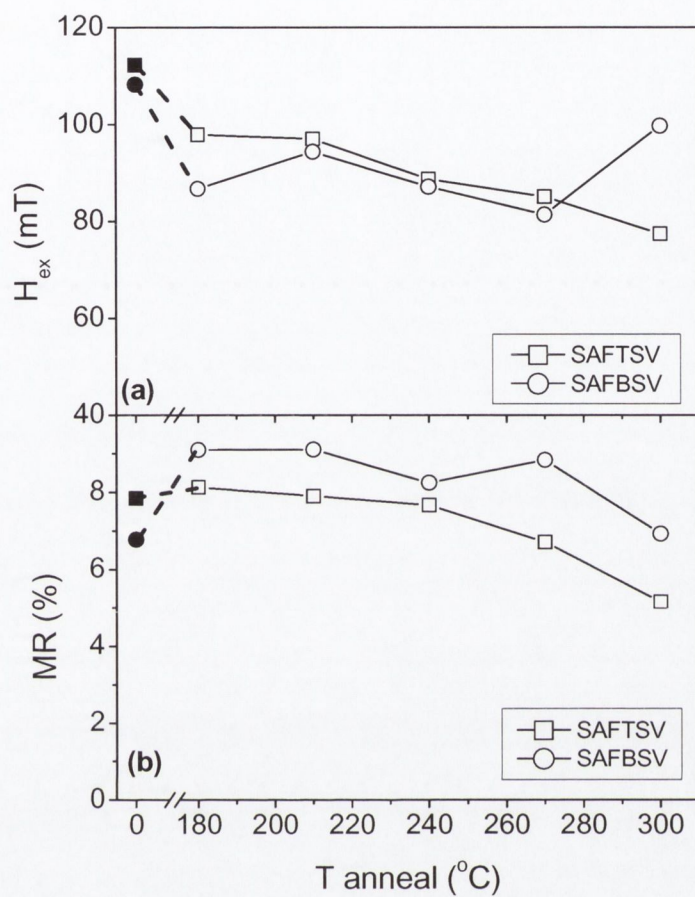 120
100
80
60
40
H_ex (mT)
SAFTSV
SAFBSV
(a)
8
6
4
2
0
MR (%)
SAFTSV
SAFBSV
(b)
0 180 200 220 240 260 280 300
T anneal (°C)